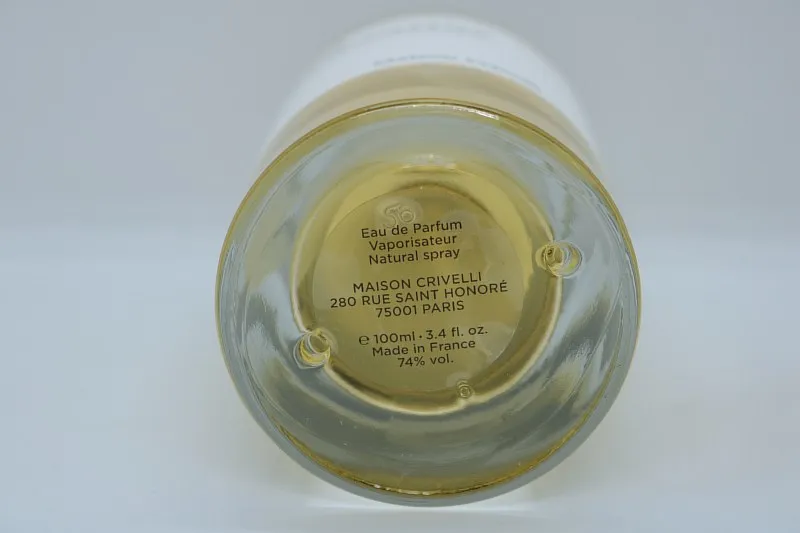 Eau de Parfum
Vaporisateur
Natural spray
MAISON CRIVELLI
280 RUE SAINT HONORÉ
75001 PARIS
℮ 100ml • 3.4 fl. oz.
Made in France
74% vol.